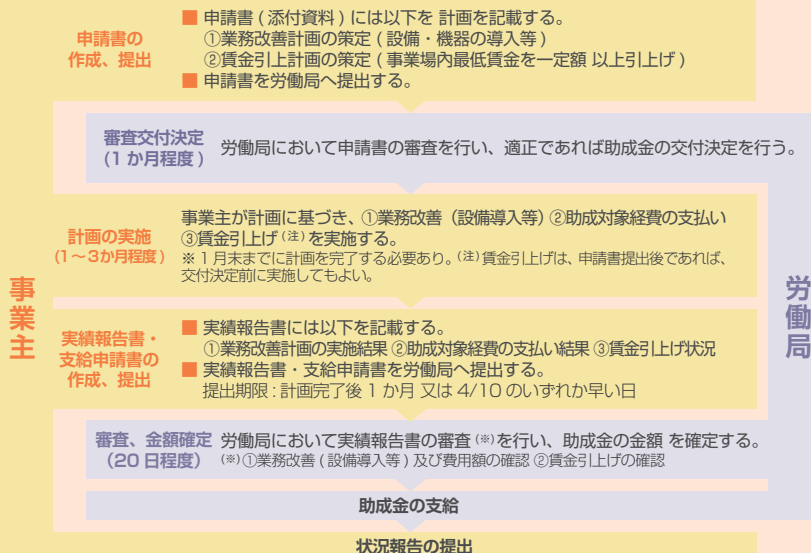 申請書の
作成、提出
■ 申請書 ( 添付資料 ) には以下を 計画を記載する。
①業務改善計画の策定 ( 設備・機器の導入等 )
②賃金引上計画の策定 ( 事業場内最低賃金を一定額 以上引上げ )
■ 申請書を労働局へ提出する。
審査交付決定
(1 か月程度 )
労働局において申請書の審査を行い、適正であれば助成金の交付決定を行う。
計画の実施
(1～3か月程度 )
事業主が計画に基づき、①業務改善（設備導入等）②助成対象経費の支払い
③賃金引上げ (注) を実施する。
※ 1 月末までに計画を完了する必要あり。(注) 賃金引上げは、申請書提出後であれば、
交付決定前に実施してもよい。
事業主
労働局
実績報告書・
支給申請書の
作成、提出
■ 実績報告書には以下を記載する。
①業務改善計画の実施結果 ②助成対象経費の支払い結果 ③賃金引上げ状況
■ 実績報告書・支給申請書を労働局へ提出する。
提出期限 : 計画完了後 1 か月 又は 4/10 のいずれか早い日
審査、金額確定
（20 日程度）
労働局において実績報告書の審査 (※) を行い、助成金の金額 を確定する。
(※) ①業務改善 ( 設備導入等 ) 及び費用額の確認 ②賃金引上げの確認
助成金の支給
状況報告の提出